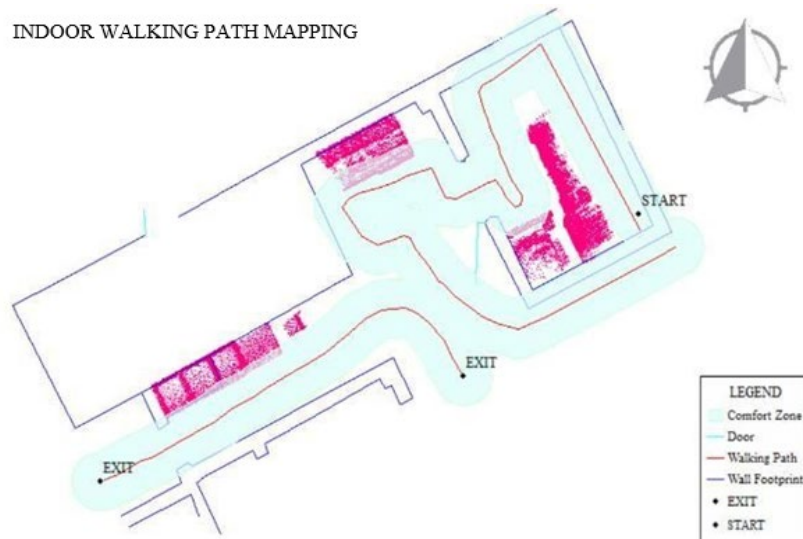 INDOOR WALKING PATH MAPPING
START
EXIT
EXIT
LEGEND
Comfort Zone
Door
Walking Path
Wall Footprint
EXIT
START